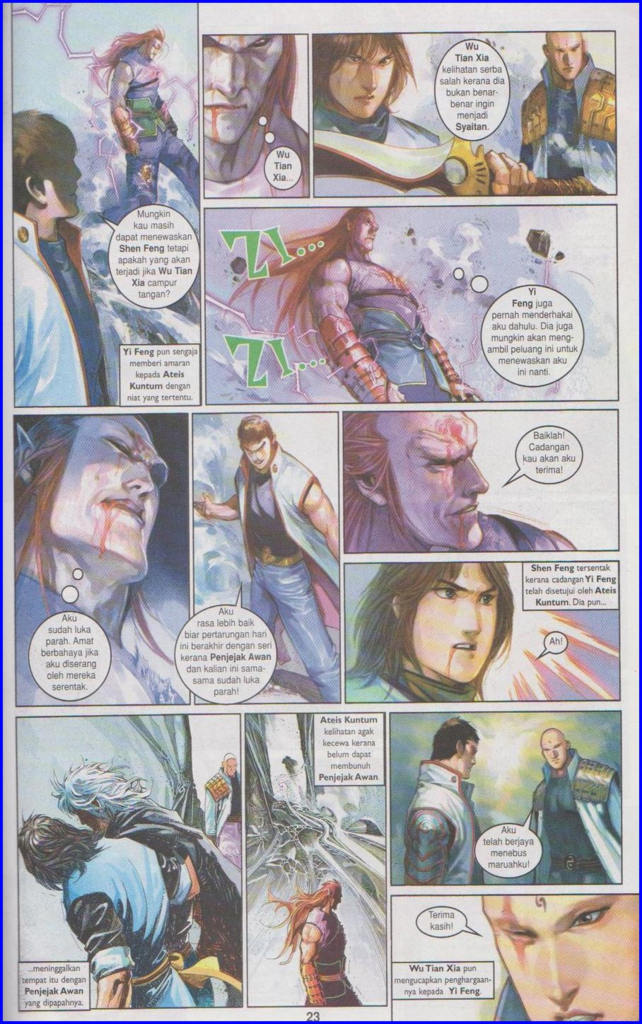 Mungkin
kau masih
dapat menewaskan
Shen Feng tetapi
apakah yang akan
terjadi jika Wu Tian
Xia campur
tangan?
Yi Feng pun sengaja
memberi amaran
kepada Ateis
Kuntum dengan
niat yang tertentu.
Wu
Tian
Xia...
Wu
Tian Xia
kelihatan serba
salah kerana dia
bukan benar-
benar ingin
menjadi
Syaitan.
ZI...
ZI...
Yi
Feng juga
pernah menderhakai
aku dahulu. Dia juga
mungkin akan meng-
ambil peluang ini untuk
menewaskan aku
ini nanti.
Aku
sudah luka
parah. Amat
berbahaya jika
aku diserang
oleh mereka
serentak.
Aku
rasa lebih baik
biar pertarungan hari
ini berakhir dengan seri
kerana Penjejak Awan
dan kalian ini sama-
sama sudah luka
parah!
Baiklah!
Cadangan
kau akan aku
terima!
Shen Feng tersentak
kerana cadangan Yi Feng
telah disetujui oleh Ateis
Kuntum. Dia pun...
Ah!
...meninggalkan
tempat itu dengan
Penjejak Awan
yang dipapahnya.
Ateis Kuntum
kelihatan agak
kecewa kerana
belum dapat
membunuh
Penjejak Awan.
Aku
telah berjaya
menebus
maruahku!
Terima
kasih!
Wu Tian Xia pun
mengucapkan penghargaan-
nya kepada Yi Feng.
23